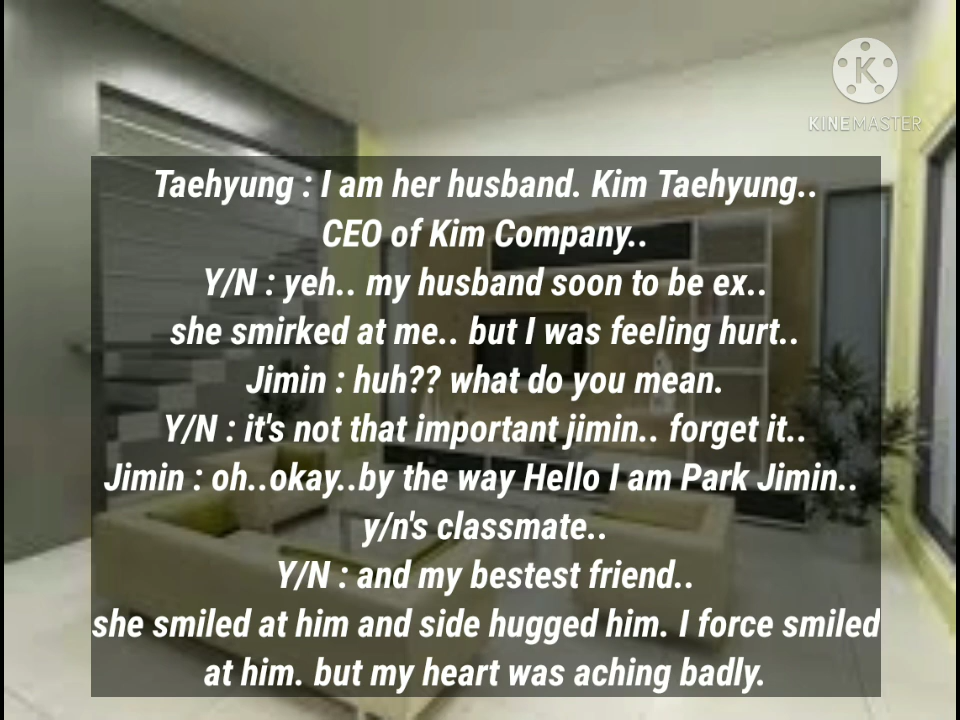 KINEMASTER
Taehyung : I am her husband. Kim Taehyung..
CEO of Kim Company..
Y/N : yeh.. my husband soon to be ex..
she smirked at me.. but I was feeling hurt..
Jimin : huh?? what do you mean.
Y/N : it's not that important jimin.. forget it..
Jimin : oh..okay..by the way Hello I am Park Jimin..
y/n's classmate..
Y/N : and my bestest friend..
she smiled at him and side hugged him. I force smiled
at him. but my heart was aching badly.